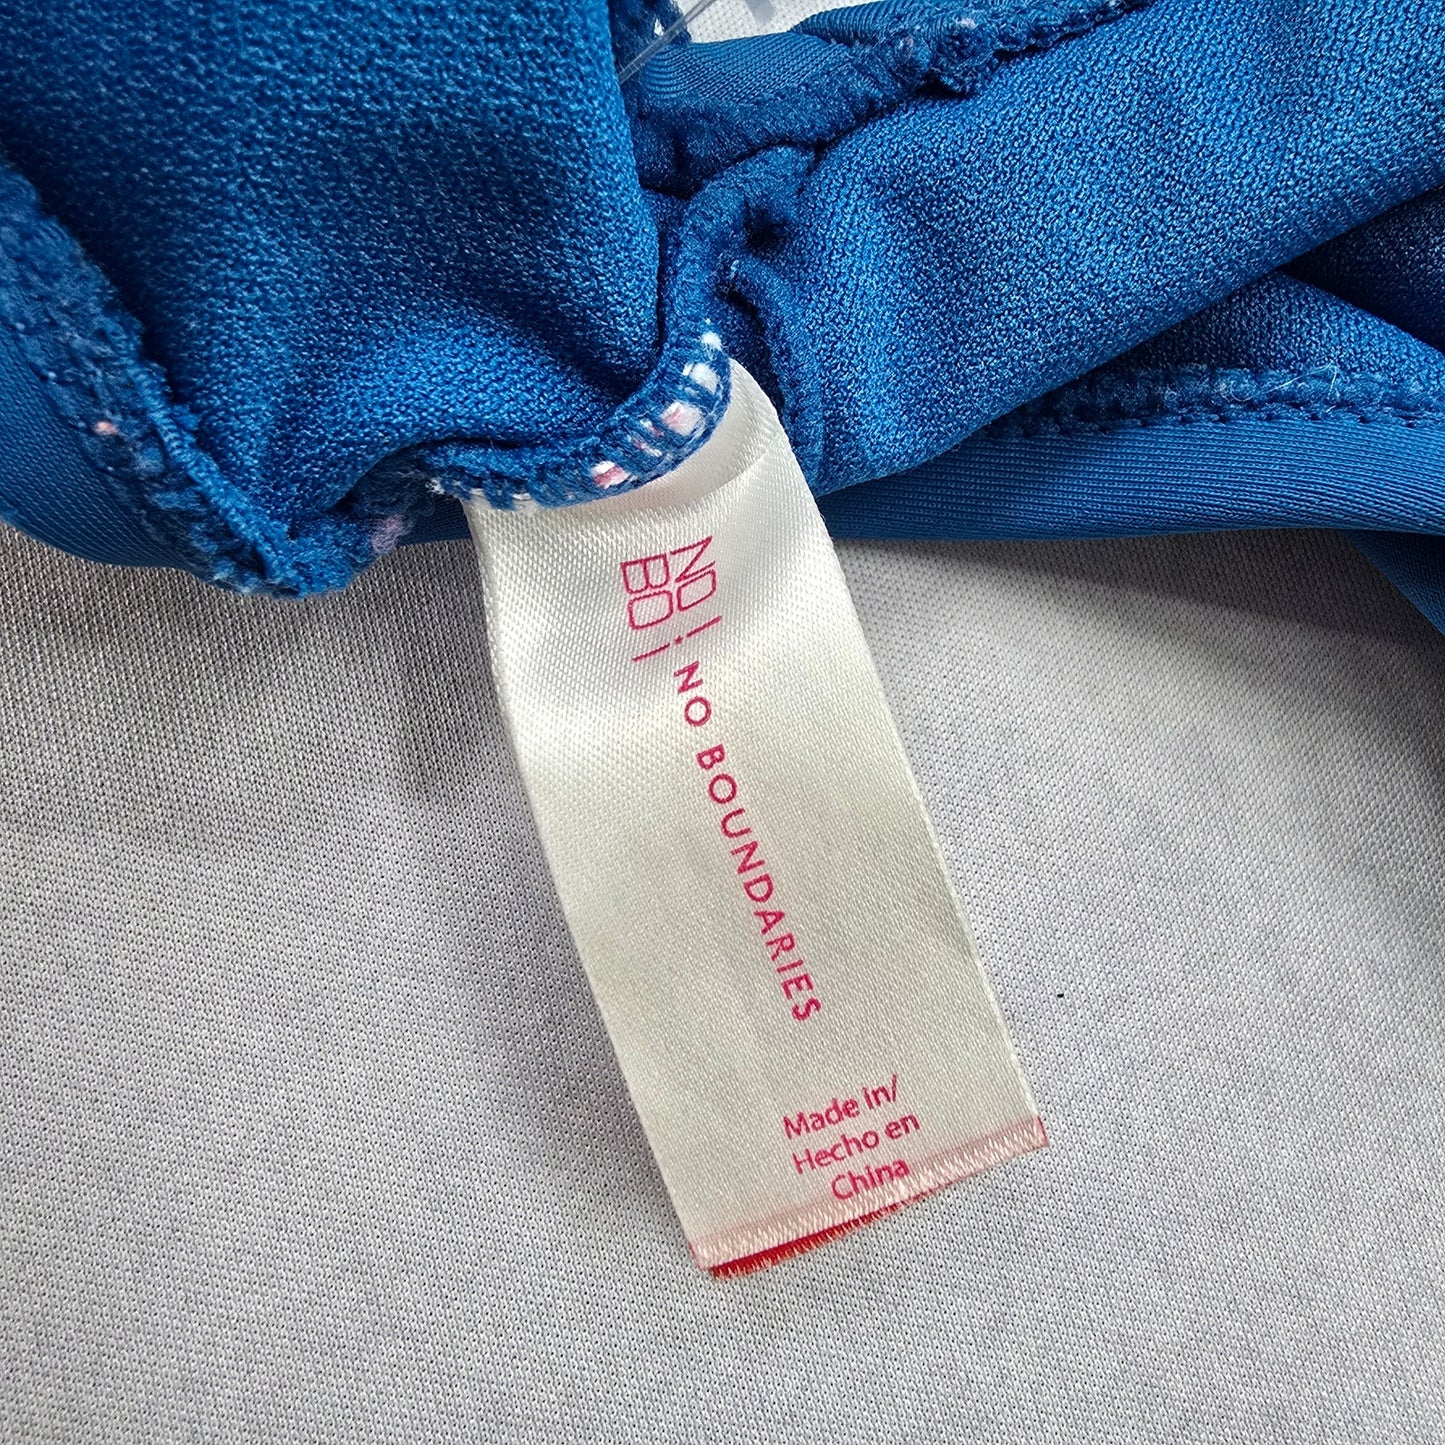 NO
BO
NO BOUNDARIES
Made in/
Hecho en
China